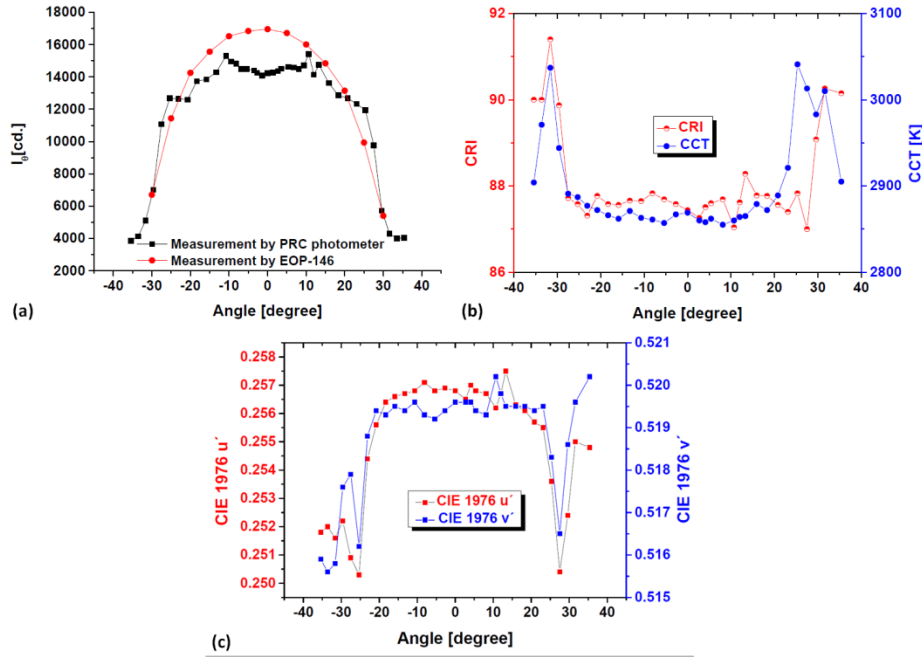 (a)
18000
16000
14000
12000
10000
8000
6000
4000
2000
Iθ[cd.]
Measurement by PRC photometer
Measurement by EOP-146
-40 -30 -20 -10 0 10 20 30 40
Angle [degree]
(b)
92
90
88
86
CRI
3100
3000
2900
2800
CCT [K]
CRI
CCT
-40 -30 -20 -10 0 10 20 30 40
Angle [degree]
(c)
0.258
0.257
0.256
0.255
0.254
0.253
0.252
0.251
0.250
CIE 1976 u´
0.521
0.520
0.519
0.518
0.517
0.516
0.515
CIE 1976 v´
CIE 1976 u´
CIE 1976 v´
-40 -30 -20 -10 0 10 20 30 40
Angle [degree]